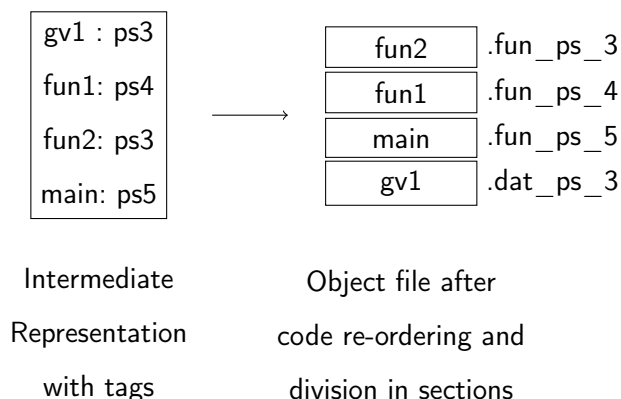 gv1 : ps3
fun1: ps4
fun2: ps3
main: ps5
fun2 .fun_ps_3
fun1 .fun_ps_4
main .fun_ps_5
gv1 .dat_ps_3
Intermediate
Representation
with tags
Object file after
code re-ordering and
division in sections